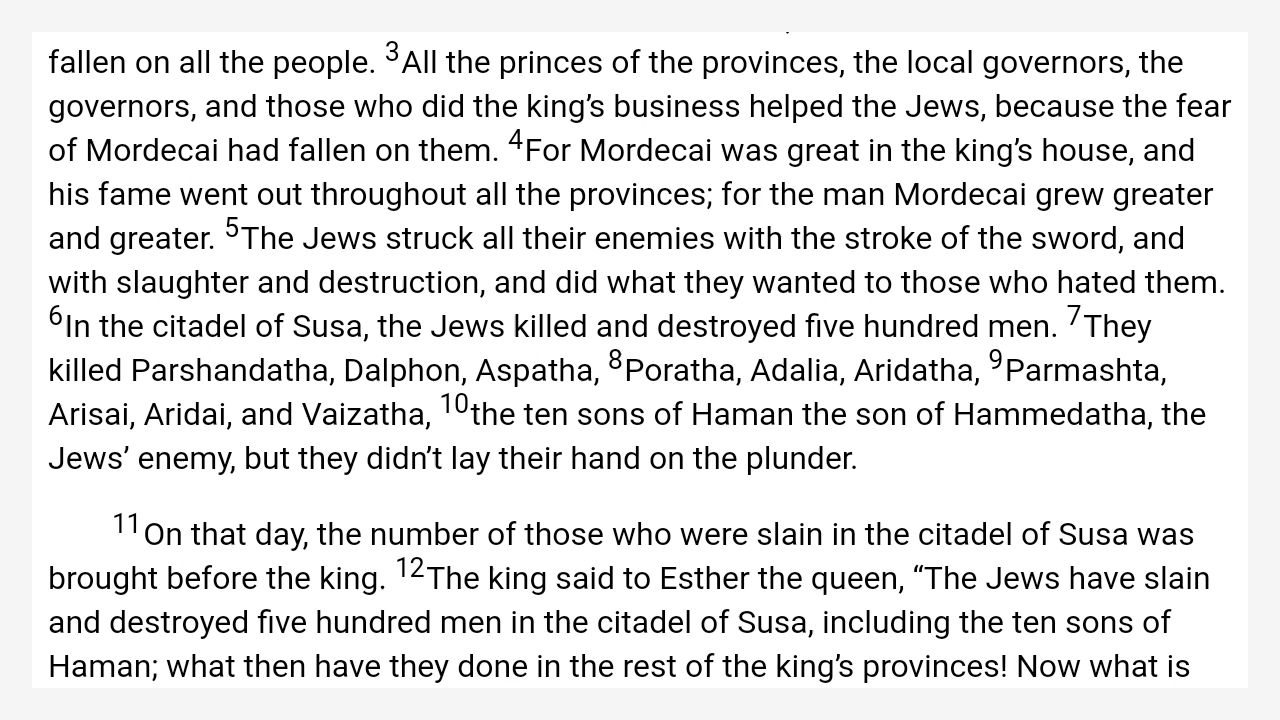 fallen on all the people. 3All the princes of the provinces, the local governors, the
governors, and those who did the king’s business helped the Jews, because the fear
of Mordecai had fallen on them. 4For Mordecai was great in the king’s house, and
his fame went out throughout all the provinces; for the man Mordecai grew greater
and greater. 5The Jews struck all their enemies with the stroke of the sword, and
with slaughter and destruction, and did what they wanted to those who hated them.
6In the citadel of Susa, the Jews killed and destroyed five hundred men. 7They
killed Parshandatha, Dalphon, Aspatha, 8Poratha, Adalia, Aridatha, 9Parmashta,
Arisai, Aridai, and Vaizatha, 10the ten sons of Haman the son of Hammedatha, the
Jews’ enemy, but they didn’t lay their hand on the plunder.
11On that day, the number of those who were slain in the citadel of Susa was
brought before the king. 12The king said to Esther the queen, “The Jews have slain
and destroyed five hundred men in the citadel of Susa, including the ten sons of
Haman; what then have they done in the rest of the king’s provinces! Now what is